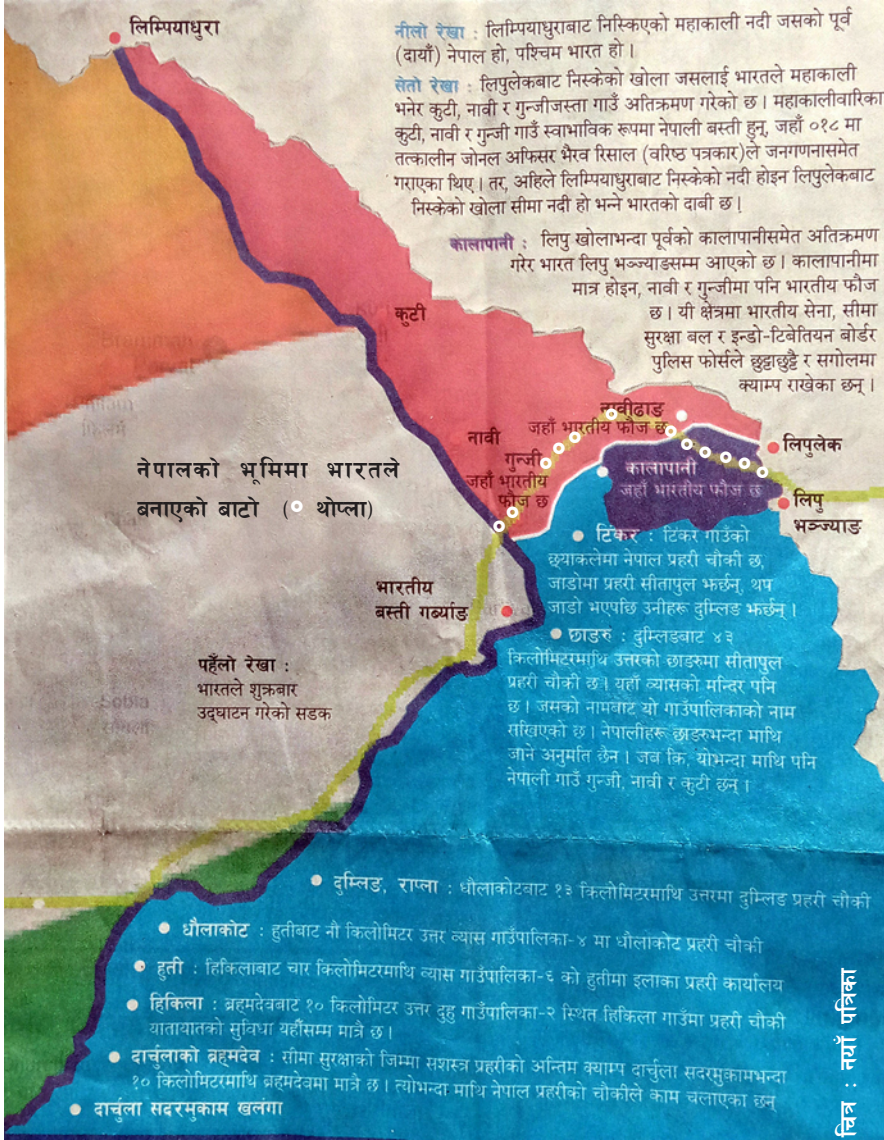 लिम्पियाधुरा
नीलो रेखा : लिम्पियाधुराबाट निस्किएको महाकाली नदी जसको पूर्व
(दायाँ) नेपाल हो, पश्चिम भारत हो ।
सेतो रेखा : लिपुलेकबाट निस्केको खोला जसलाई भारतले महाकाली
भनेर कुटी, नावी र गुन्जीजस्ता गाउँ अतिक्रमण गरेको छ । महाकालीवारिका
कुटी, नावी र गुन्जी गाउँ स्वाभाविक रूपमा नेपाली बस्ती हुन्, जहाँ ०१८ मा
तत्कालीन जोनल अफिसर भैरव रिसाल (वरिष्ठ पत्रकार)ले जनगणनासमेत
गराएका थिए । तर, अहिले लिम्पियाधुराबाट निस्केको नदी होइन लिपुलेकबाट
निस्केको खोला सीमा नदी हो भन्ने भारतको दाबी छ ।
कालापानी : लिपु खोलाभन्दा पूर्वको कालापानीसमेत अतिक्रमण
गरेर भारत लिपु भञ्ज्याङसम्म आएको छ । कालापानीमा
मात्र होइन, नावी र गुन्जीमा पनि भारतीय फौज
छ । यी क्षेत्रमा भारतीय सेना, सीमा
सुरक्षा बल र इन्डो-टिबेतियन बोर्डर
पुलिस फोर्सले छुट्टाछुट्टै र सगोलमा
क्याम्प राखेका छन् ।
कुटी
नावीढाङ
जहाँ भारतीय फौज छ
नावी
गुन्जी
जहाँ भारतीय
फौज छ
लिपुलेक
कालापानी
जहाँ भारतीय फौज छ
लिपु
भञ्ज्याङ
नेपालको भूमिमा भारतले
बनाएको बाटो ( थोप्ला)
टिंकर : टिंकर गाउँको
छ्याकलेमा नेपाल प्रहरी चौकी छ,
जाडोमा प्रहरी सीतापुल झर्छन्, थप
जाडो भएपछि उनीहरू दुम्लिङ झर्छन् ।
भारतीय
बस्ती गर्ब्याङ
छाङरु : दुम्लिङबाट ४३
किलोमिटरमाथि उत्तरको छाङरुमा सीतापुल
प्रहरी चौकी छ । यहाँ व्यासको मन्दिर पनि
छ । जसको नामबाट यो गाउँपालिकाको नाम
राखिएको छ । नेपालीहरू छाङरुभन्दा माथि
जाने अनुमति छैन । जब कि, योभन्दा माथि पनि
नेपाली गाउँ गुन्जी, नावी र कुटी छन् ।
पहेँलो रेखा :
भारतले शुक्रबार
उद्घाटन गरेको सडक
दुम्लिङ, राप्ला : धौलाकोटबाट १३ किलोमिटरमाथि उत्तरमा दुम्लिङ प्रहरी चौकी
धौलाकोट : हुतीबाट नौ किलोमिटर उत्तर व्यास गाउँपालिका-४ मा धौलाकोट प्रहरी चौकी
हुती : हिकिलाबाट चार किलोमिटरमाथि व्यास गाउँपालिका-६ को हुतीमा इलाका प्रहरी कार्यालय
हिकिला : ब्रह्मदेवबाट १० किलोमिटर उत्तर दुहु गाउँपालिका-२ स्थित हिकिला गाउँमा प्रहरी चौकी
यातायातको सुविधा यहीँसम्म मात्रै छ ।
दार्चुलाको ब्रह्मदेव : सीमा सुरक्षाको जिम्मा सशस्त्र प्रहरीको अन्तिम क्याम्प दार्चुला सदरमुकामभन्दा
१० किलोमिटरमाथि ब्रह्मदेवमा मात्रै छ । त्योभन्दा माथि नेपाल प्रहरीको चौकीले काम चलाएका छन्
दार्चुला सदरमुकाम खलंगा
चित्र : नयाँ पत्रिका